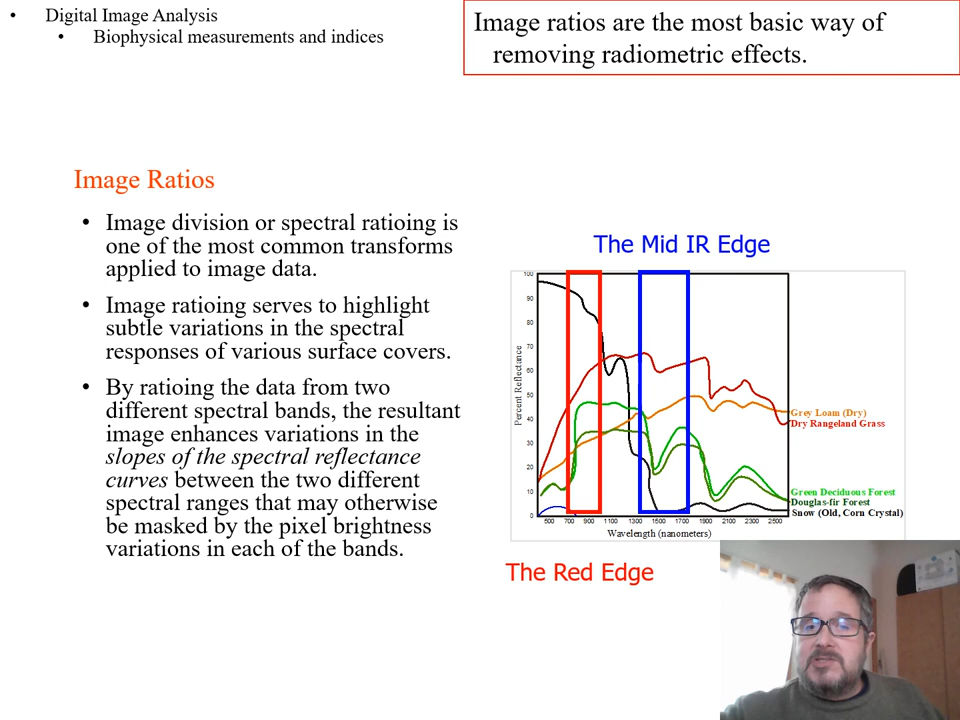 • Digital Image Analysis
• Biophysical measurements and indices
Image ratios are the most basic way of
removing radiometric effects.
Image Ratios
• Image division or spectral ratioing is
one of the most common transforms
applied to image data.
• Image ratioing serves to highlight
subtle variations in the spectral
responses of various surface covers.
• By ratioing the data from two
different spectral bands, the resultant
image enhances variations in the
slopes of the spectral reflectance
curves between the two different
spectral ranges that may otherwise
be masked by the pixel brightness
variations in each of the bands.
The Mid IR Edge
100
90
80
70
60
50
40
30
20
10
0
Percent Reflectance
Grey Loam (Dry)
Dry Rangeland Grass
Green Deciduous Forest
Douglas-fir Forest
Snow (Old, Corn Crystal)
500 700 900 1100 1300 1500 1700 1900 2100 2300 2500
Wavelength (nanometers)
The Red Edge